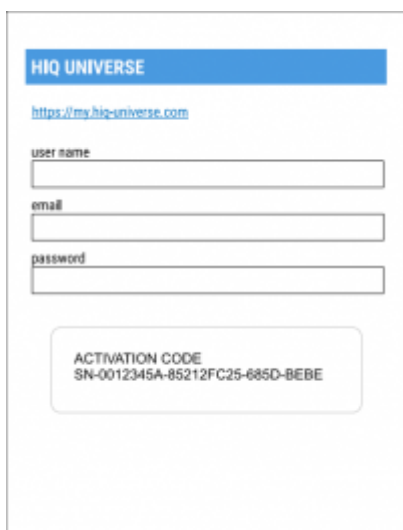 HIQ UNIVERSE
https://my.hiq-universe.com
user name
email
password
ACTIVATION CODE
SN-0012345A-85212FC25-685D-BEBE